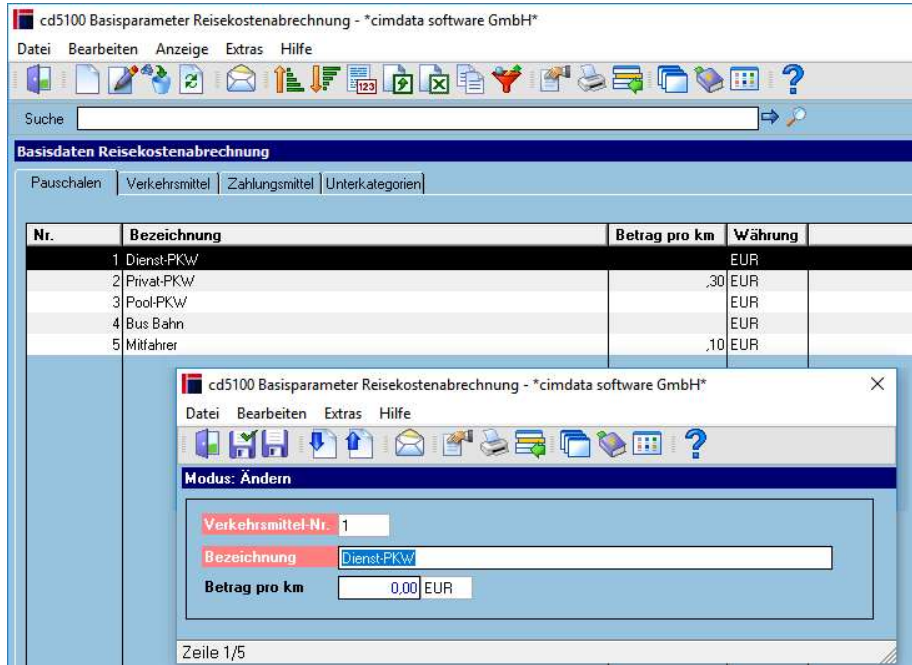 cd5100 Basisparameter Reisekostenabrechnung - *cimdata software GmbH*
Datei Bearbeiten Anzeige Extras Hilfe
123
Suche
Basisdaten Reisekostenabrechnung
Pauschalen Verkehrsmittel Zahlungsmittel Unterkategorien
Nr. Bezeichnung Betrag pro km Währung
1 Dienst-PKW EUR
2 Privat-PKW ,30 EUR
3 Pool-PKW EUR
4 Bus Bahn EUR
5 Mitfahrer ,10 EUR
cd5100 Basisparameter Reisekostenabrechnung - *cimdata software GmbH*
Datei Bearbeiten Extras Hilfe
Modus: Ändern
Verkehrsmittel-Nr. 1
Bezeichnung Dienst-PKW
Betrag pro km 0,00 EUR
Zeile 1/5